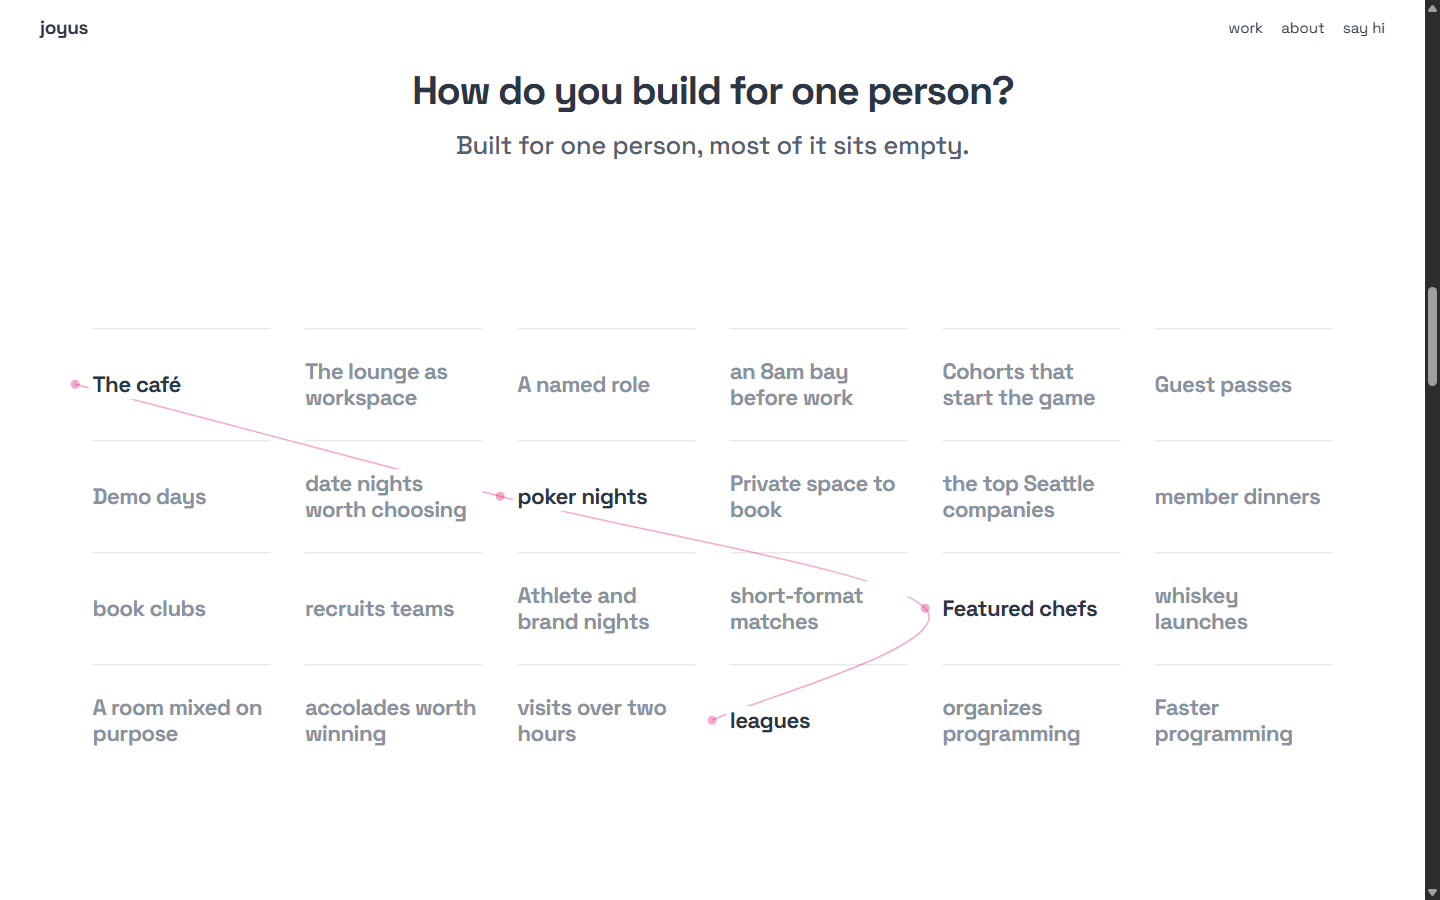 joyus
work about say hi
How do you build for one person?
Built for one person, most of it sits empty.
The café
The lounge as
workspace
A named role
an 8am bay
before work
Cohorts that
start the game
Guest passes
Demo days
date nights
worth choosing
poker nights
Private space to
book
the top Seattle
companies
member dinners
book clubs
recruits teams
Athlete and
brand nights
short-format
matches
Featured chefs
whiskey
launches
A room mixed on
purpose
accolades worth
winning
visits over two
hours
leagues
organizes
programming
Faster
programming